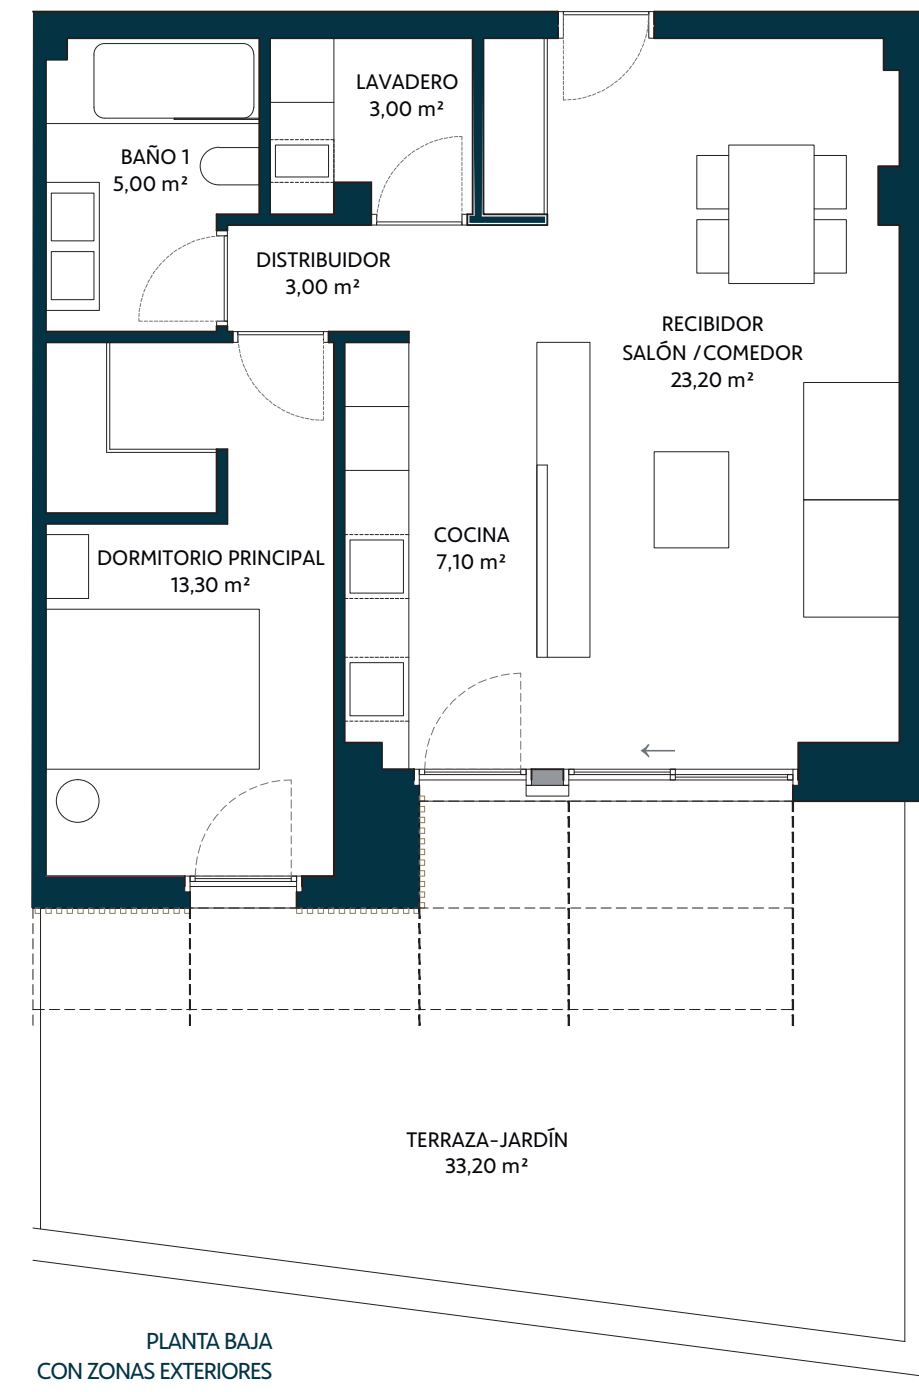 LAVADERO
3,00 m²
BAÑO 1
5,00 m²
DISTRIBUIDOR
3,00 m²
RECIBIDOR
SALÓN /COMEDOR
23,20 m²
COCINA
7,10 m²
DORMITORIO PRINCIPAL
13,30 m²
TERRAZA-JARDÍN
33,20 m²
PLANTA BAJA
CON ZONAS EXTERIORES